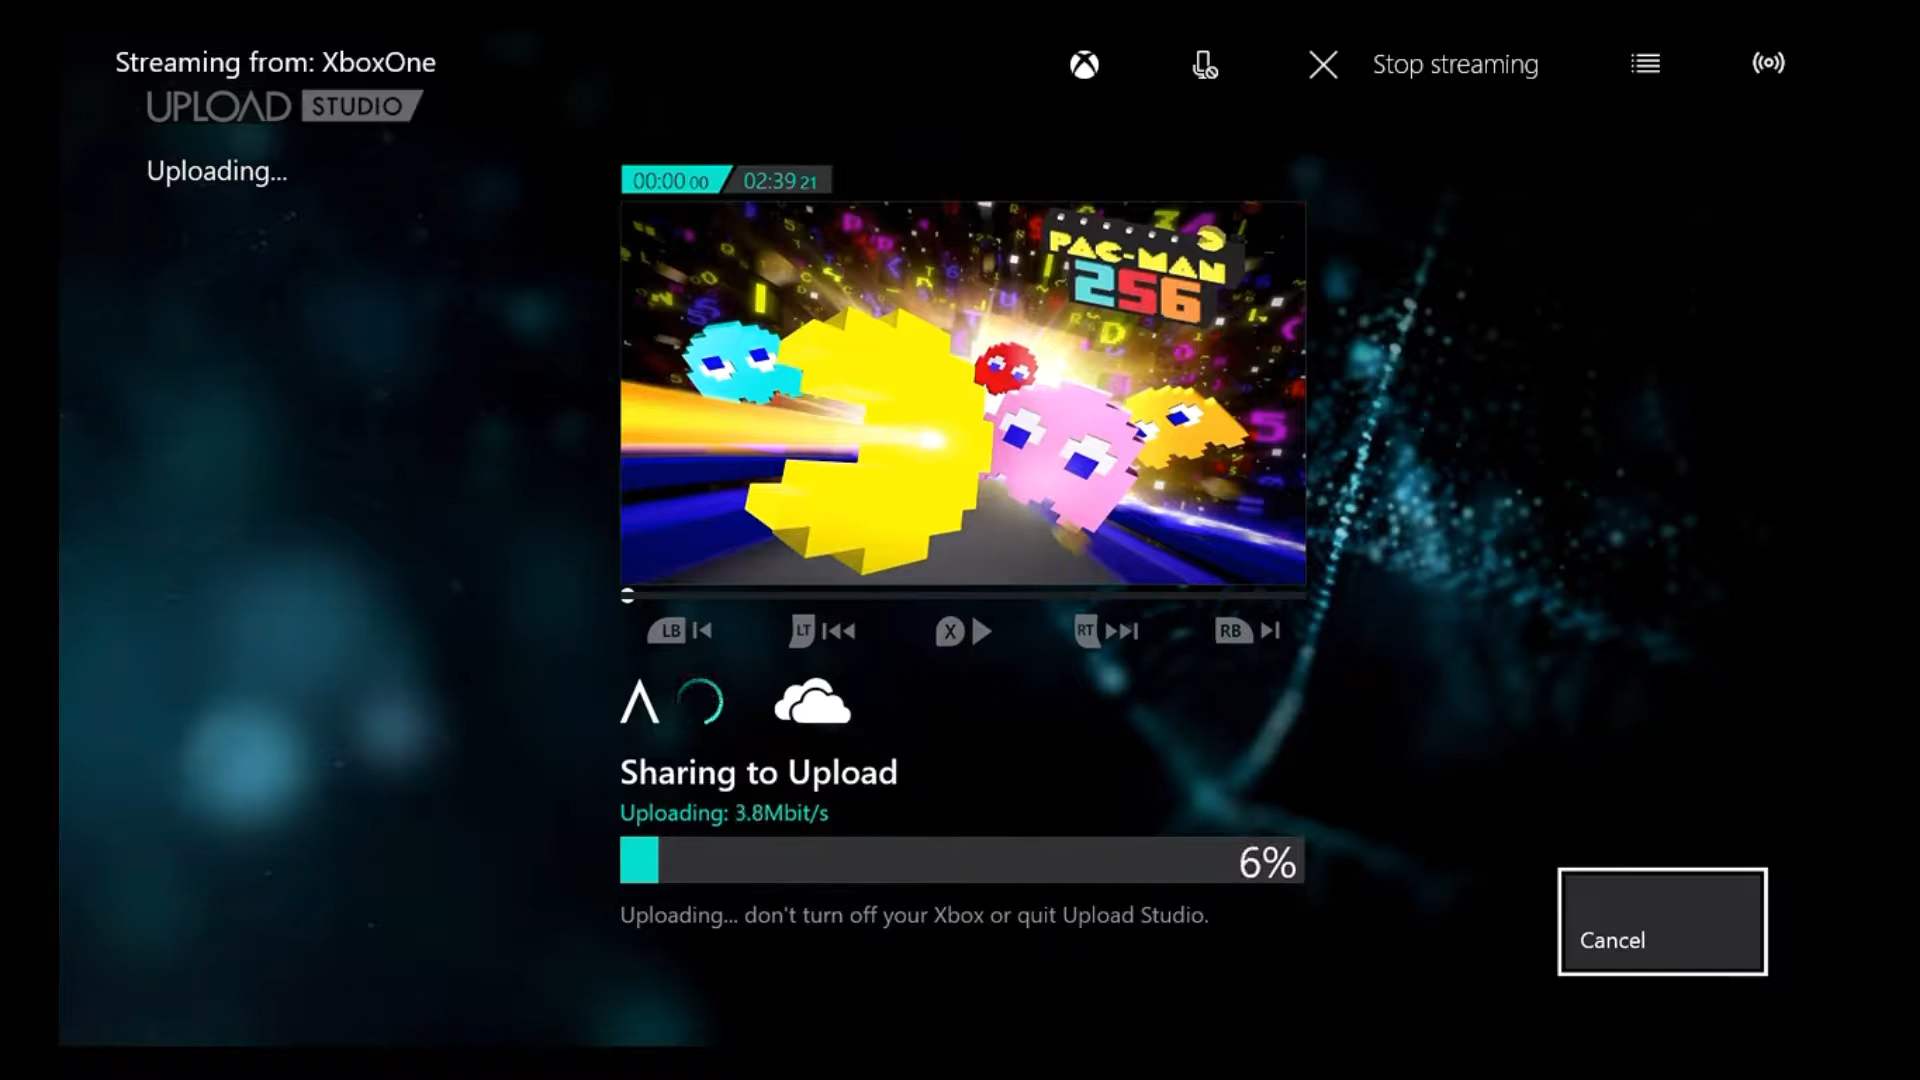 Streaming from: XboxOne
Stop streaming
UPLOAD STUDIO
Uploading...
00:00 00 02:39 21
PAC-MAN
256
LB LT X RT RB
Sharing to Upload
Uploading: 3.8Mbit/s
6%
Uploading... don't turn off your Xbox or quit Upload Studio.
Cancel